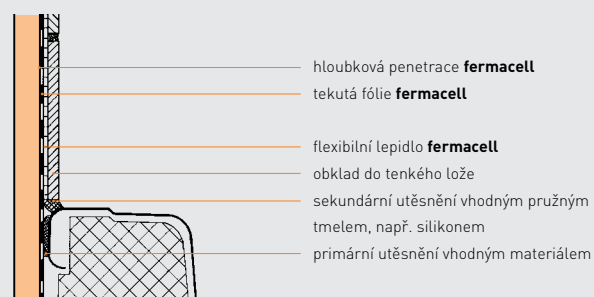 hloubková penetrace fermacell
tekutá fólie fermacell
flexibilní lepidlo fermacell
obklad do tenkého lože
sekundární utěsnění vhodným pružným
tmelem, např. silikonem
primární utěsnění vhodným materiálem